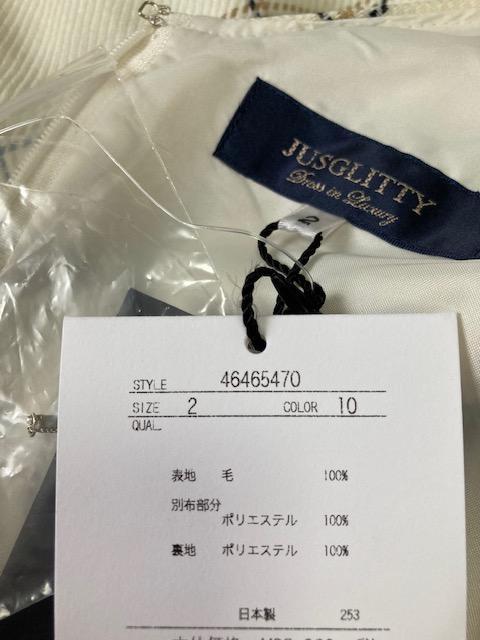 JUSGLITTY
Dress in Luxury
2
STYLE 46465470
SIZE 2 COLOR 10
QUAL
表地 毛 100%
別布部分
ポリエステル 100%
裏地 ポリエステル 100%
日本製 253